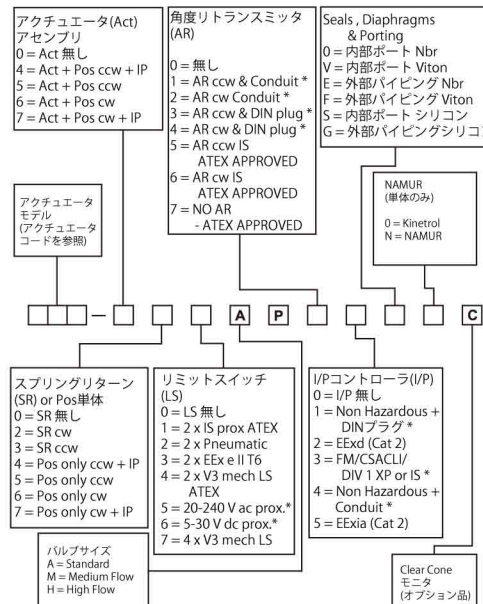 アクチュエータ(Act)
アセンブリ
0 = Act 無し
4 = Act + Pos ccw + IP
5 = Act + Pos ccw
6 = Act + Pos cw
7 = Act + Pos cw + IP
角度リトランスミッタ
(AR)
0 = 無し
1 = AR ccw & Conduit *
2 = AR cw Conduit *
3 = AR ccw & DIN plug *
4 = AR cw & DIN plug *
5 = AR ccw IS
ATEX APPROVED
6 = AR cw IS
ATEX APPROVED
7 = NO AR
- ATEX APPROVED
Seals , Diaphragms
& Porting
0 = 内部ポート Nbr
V = 内部ポート Viton
E = 外部パイピング Nbr
F = 外部パイピング Viton
S = 内部ポート シリコン
G = 外部パイピングシリコン
アクチュエータ
モデル
(アクチュエータ
コードを参照)
NAMUR
(単体のみ)
0 = Kinetrol
N = NAMUR
–
A P
C
スプリングリターン
(SR) or Pos単体
0 = SR 無し
2 = SR cw
3 = SR ccw
4 = Pos only ccw + IP
5 = Pos only ccw
6 = Pos only cw
7 = Pos only cw + IP
リミットスイッチ
(LS)
0 = LS 無し
1 = 2 x IS prox ATEX
2 = 2 x Pneumatic
3 = 2 x EEx e II T6
4 = 2 x V3 mech LS
ATEX
5 = 20-240 V ac prox.*
6 = 5-30 V dc prox.*
7 = 4 x V3 mech LS
I/Pコントローラ(I/P)
0 = I/P 無し
1 = Non Hazardous +
DINプラグ *
2 = EExd (Cat 2)
3 = FM/CSACLI/
DIV 1 XP or IS *
4 = Non Hazardous +
Conduit *
5 = EExia (Cat 2)
バルブサイズ
A = Standard
M = Medium Flow
H = High Flow
Clear Cone
モニタ
(オプション品)